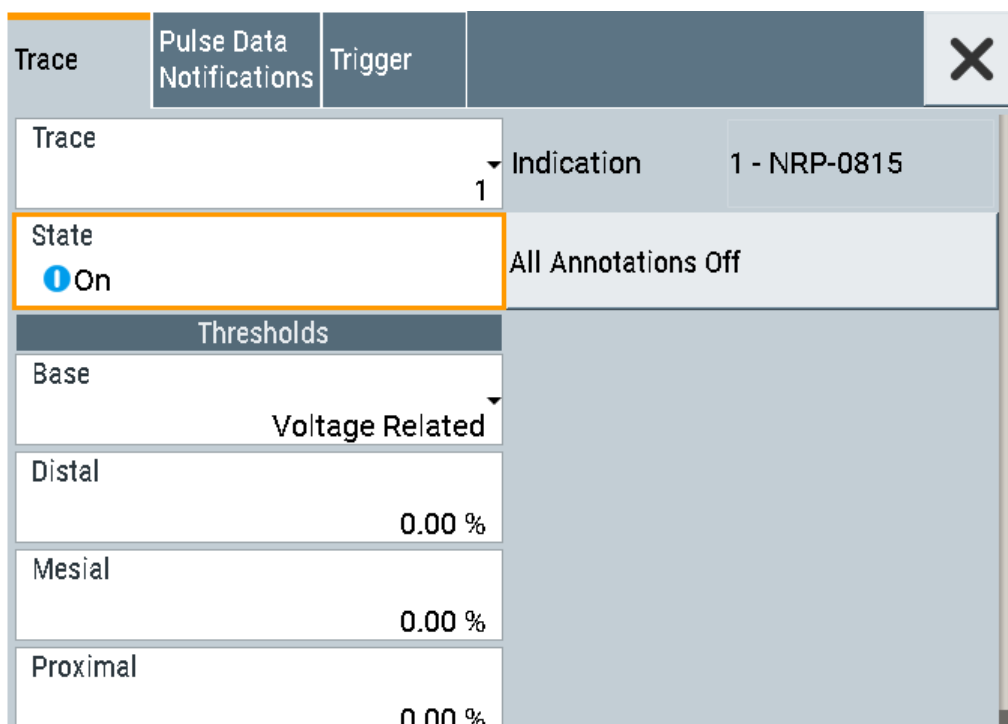 Trace
Pulse Data
Notifications
Trigger
Trace
1
Indication
1 - NRP-0815
State
On
All Annotations Off
Thresholds
Base
Voltage Related
Distal
0.00 %
Mesial
0.00 %
Proximal
0.00 %